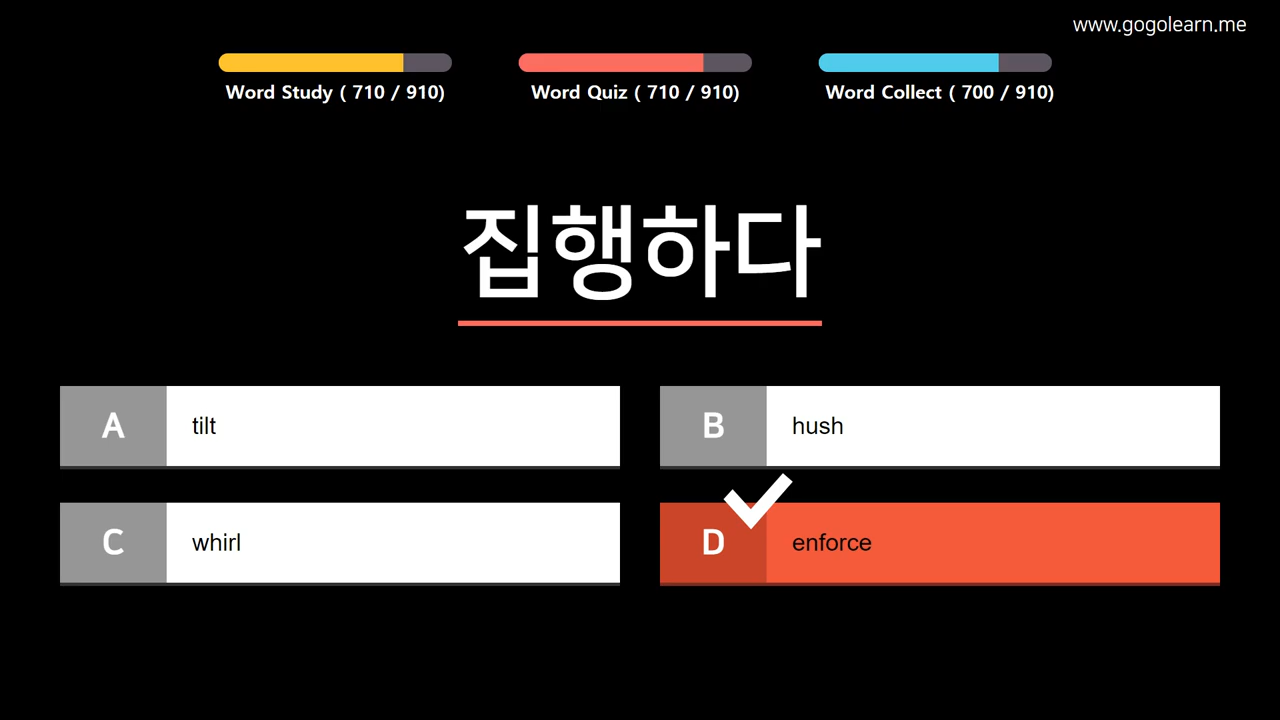 www.gogolearn.me
Word Study ( 710 / 910)
Word Quiz ( 710 / 910)
Word Collect ( 700 / 910)
집행하다
A tilt
B hush
C whirl
D enforce